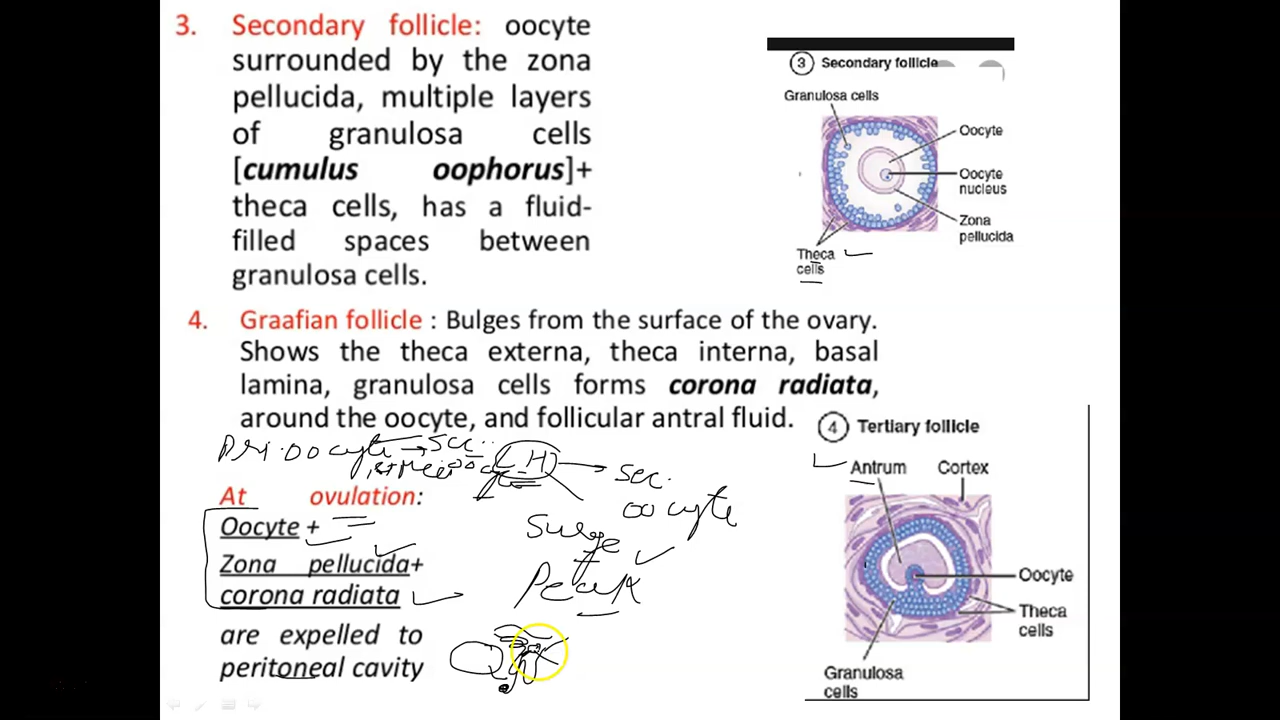 3. Secondary follicle: oocyte
surrounded by the zona
pellucida, multiple layers
of granulosa cells
[cumulus oophorus]+
theca cells, has a fluid-
filled spaces between
granulosa cells.
3 Secondary follicle
Granulosa cells
Oocyte
Oocyte
nucleus
Zona
pellucida
Theca
cells
4. Graafian follicle : Bulges from the surface of the ovary.
Shows the theca externa, theca interna, basal
lamina, granulosa cells forms corona radiata,
around the oocyte, and follicular antral fluid.
Pri. oocyte → sec.
LH → sec.
oocyte
Surge
Peak
At ovulation:
Oocyte +
Zona pellucida+
corona radiata
are expelled to
peritoneal cavity
4 Tertiary follicle
Antrum Cortex
Oocyte
Theca
cells
Granulosa
cells